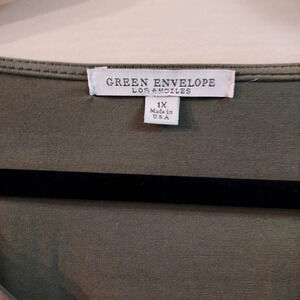 GREEN ENVELOPE
LOS ANGELES
1X
Made in
U.S.A